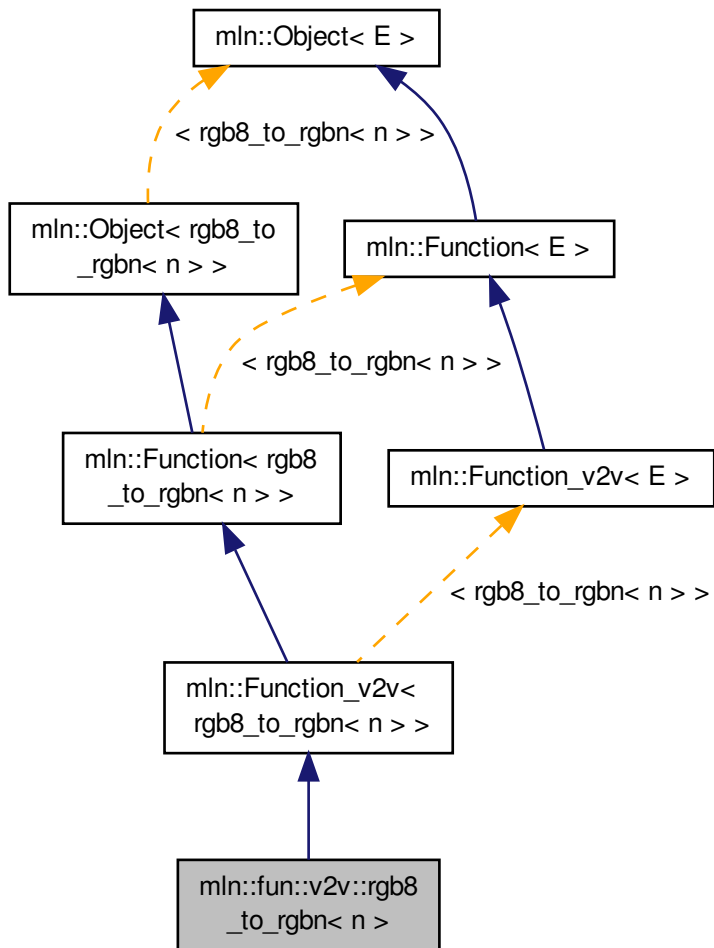 mln::Object< E >
< rgb8_to_rgbn< n > >
mln::Object< rgb8_to
_rgbn< n > >
mln::Function< E >
< rgb8_to_rgbn< n > >
mln::Function< rgb8
_to_rgbn< n > >
mln::Function_v2v< E >
< rgb8_to_rgbn< n > >
mln::Function_v2v<
rgb8_to_rgbn< n > >
mln::fun::v2v::rgb8
_to_rgbn< n >